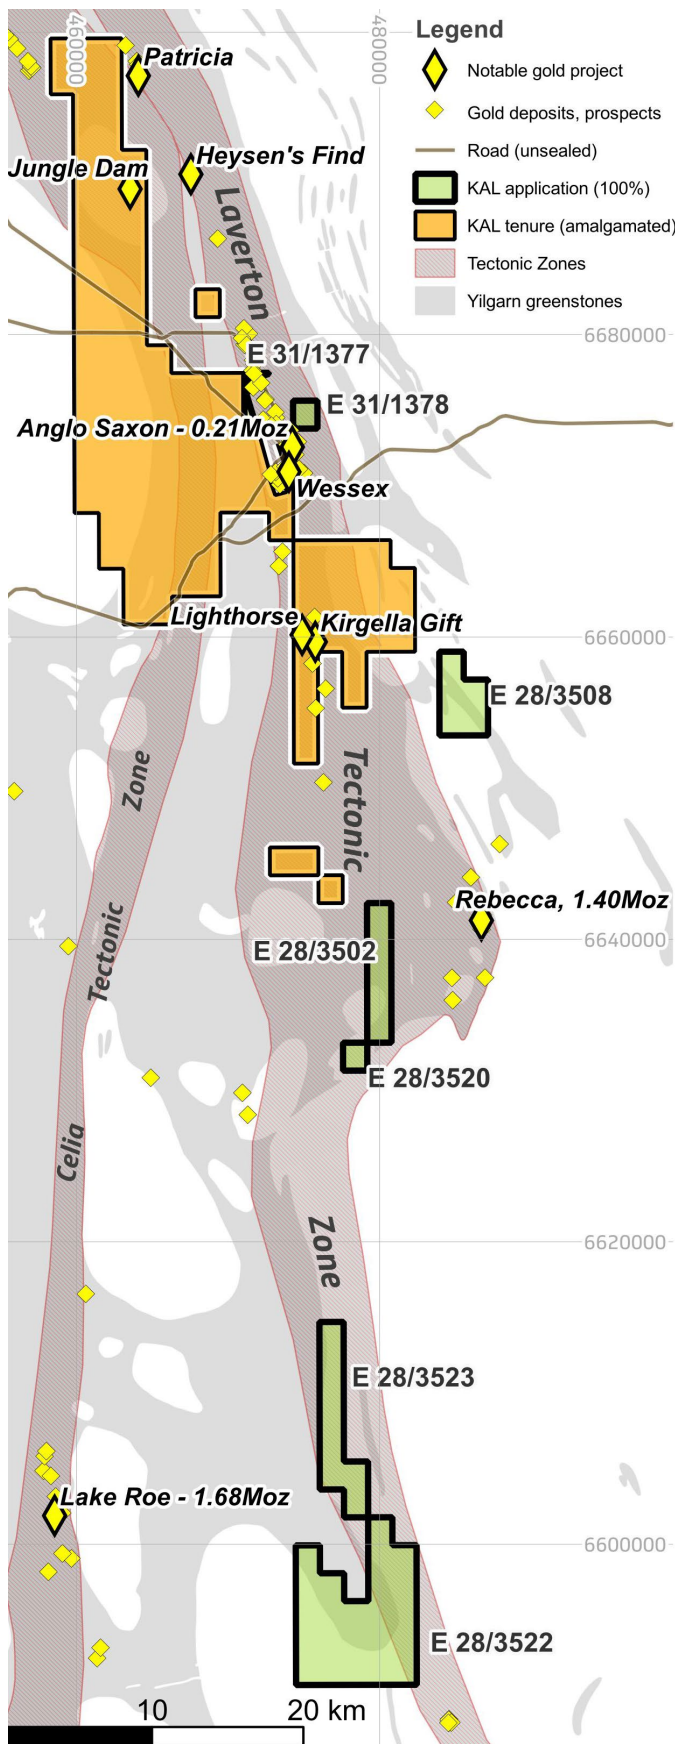 460000
480000
Legend
Notable gold project
Gold deposits, prospects
Road (unsealed)
KAL application (100%)
KAL tenure (amalgamated)
Tectonic Zones
Yilgarn greenstones
Patricia
Heysen's Find
Jungle Dam
Laverton
6680000
E 31/1377
E 31/1378
Anglo Saxon - 0.21Moz
Wessex
Lighthorse
Kirgella Gift
6660000
E 28/3508
Zone
Tectonic
Rebecca, 1.40Moz
Tectonic
E 28/3502
6640000
E 28/3520
Celia
Zone
6620000
E 28/3523
Lake Roe - 1.68Moz
6600000
E 28/3522
10
20 km